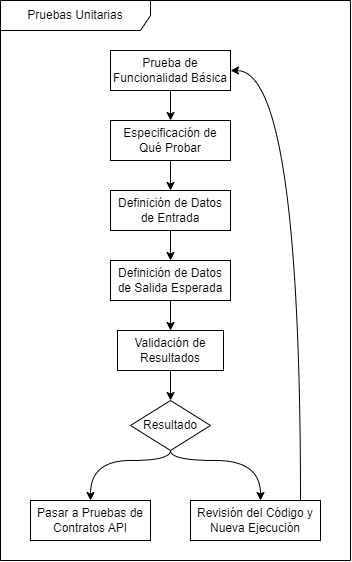 Pruebas Unitarias
Prueba de
Funcionalidad Básica
Especificación de
Qué Probar
Definición de Datos
de Entrada
Definición de Datos
de Salida Esperada
Validación de
Resultados
Resultado
Pasar a Pruebas de
Contratos API
Revisión del Código y
Nueva Ejecución